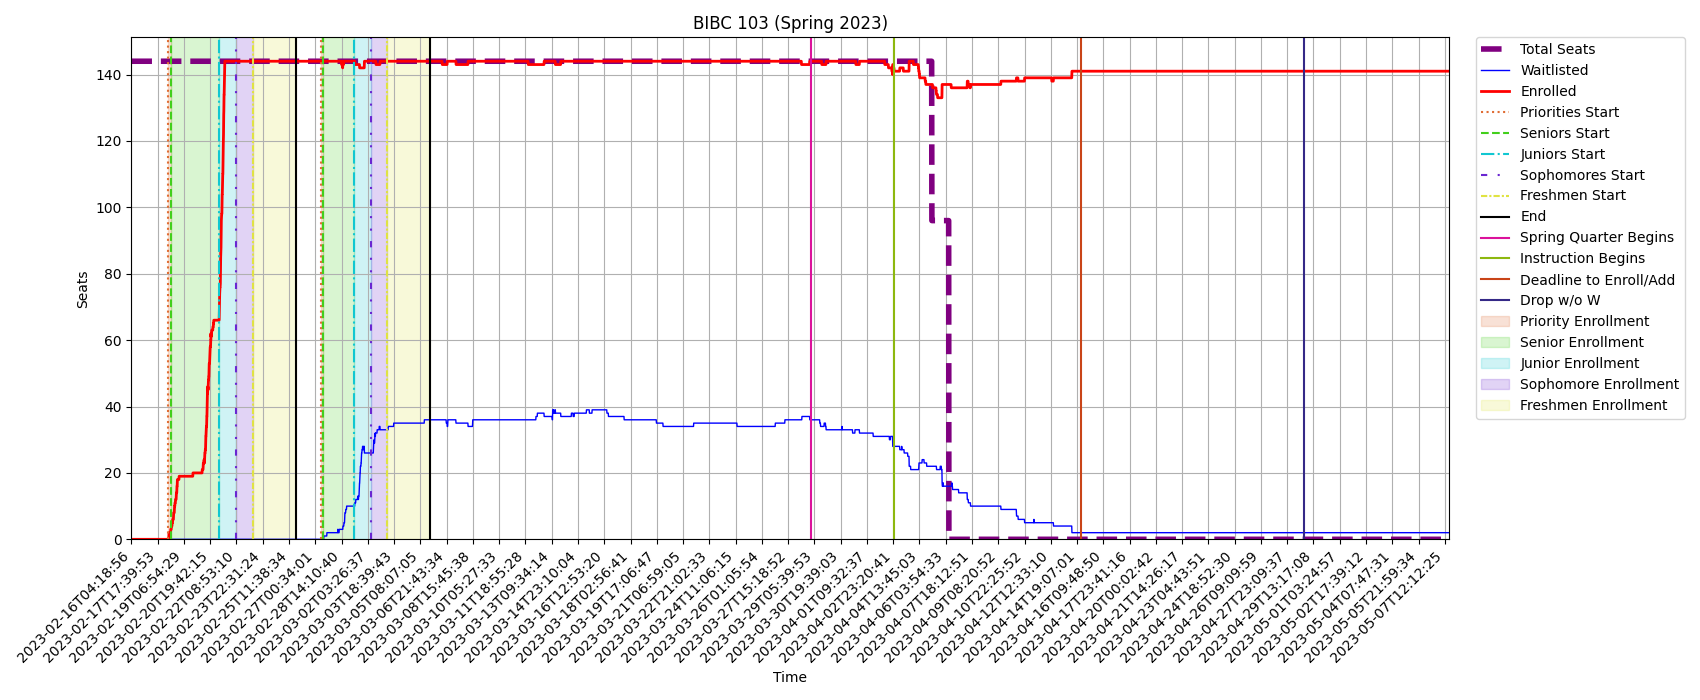 BIBC 103 (Spring 2023)
Seats
140
120
100
80
60
40
20
0
2023-02-16T04:18:56
2023-02-17T17:39:53
2023-02-19T06:54:29
2023-02-20T19:42:15
2023-02-22T08:53:10
2023-02-23T22:31:24
2023-02-25T11:38:34
2023-02-27T00:34:01
2023-02-28T14:10:40
2023-03-02T03:26:37
2023-03-03T18:39:43
2023-03-05T08:07:05
2023-03-06T21:43:34
2023-03-08T15:45:38
2023-03-10T05:27:33
2023-03-11T18:55:28
2023-03-13T09:34:14
2023-03-14T23:10:04
2023-03-16T12:53:20
2023-03-18T02:56:41
2023-03-19T17:06:47
2023-03-21T06:59:05
2023-03-22T21:02:33
2023-03-24T11:06:15
2023-03-26T01:05:54
2023-03-27T15:18:52
2023-03-29T05:39:53
2023-03-30T19:39:03
2023-04-01T09:32:37
2023-04-02T23:20:41
2023-04-04T13:45:03
2023-04-06T03:54:33
2023-04-07T18:12:51
2023-04-09T08:20:52
2023-04-10T22:25:52
2023-04-12T12:33:10
2023-04-14T19:07:01
2023-04-16T09:48:50
2023-04-17T23:41:16
2023-04-20T00:02:42
2023-04-21T14:26:17
2023-04-23T04:43:51
2023-04-24T18:52:30
2023-04-26T09:09:59
2023-04-27T23:09:37
2023-04-29T13:17:08
2023-05-01T03:24:57
2023-05-02T17:39:12
2023-05-04T07:47:31
2023-05-05T21:59:34
2023-05-07T12:12:25
Time
Total Seats
Waitlisted
Enrolled
Priorities Start
Seniors Start
Juniors Start
Sophomores Start
Freshmen Start
End
Spring Quarter Begins
Instruction Begins
Deadline to Enroll/Add
Drop w/o W
Priority Enrollment
Senior Enrollment
Junior Enrollment
Sophomore Enrollment
Freshmen Enrollment